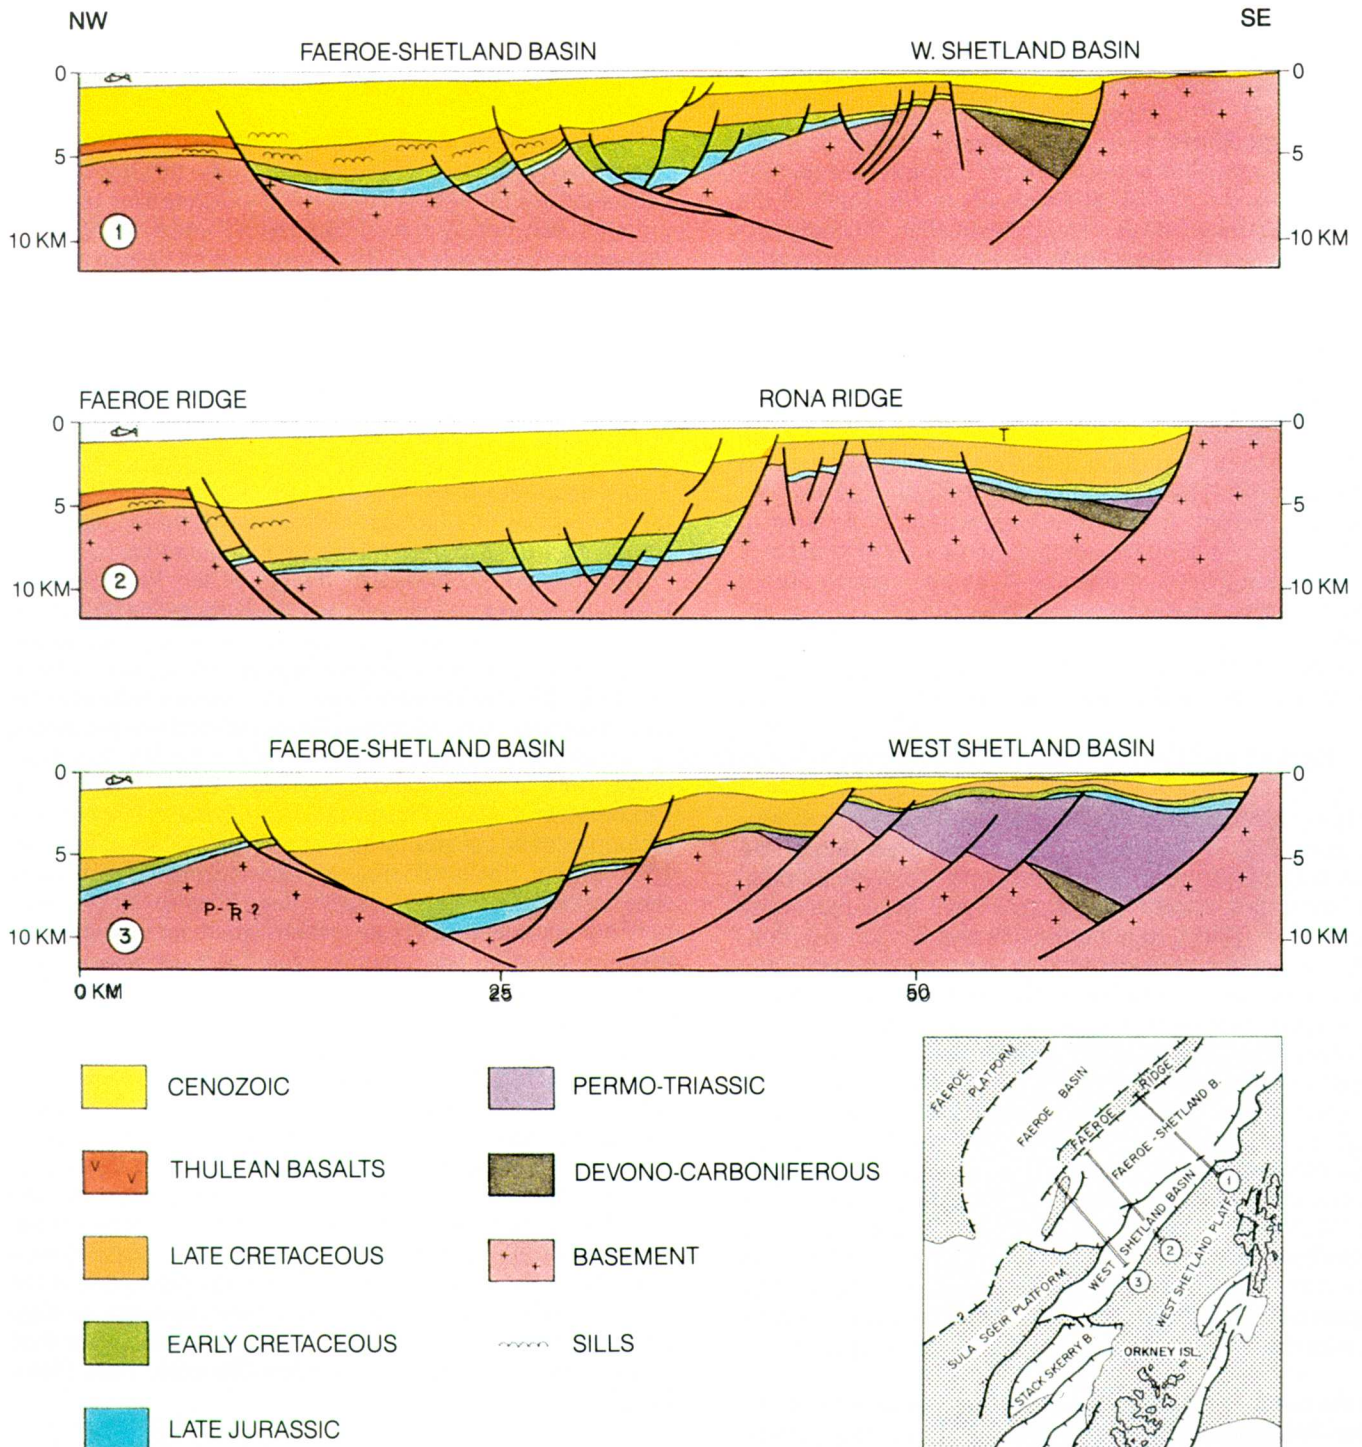 NW
SE
FAEROE-SHETLAND BASIN
W. SHETLAND BASIN
0
0
5
5
10 KM
10 KM
1
FAEROE RIDGE
RONA RIDGE
0
0
T
5
5
10 KM
10 KM
2
FAEROE-SHETLAND BASIN
WEST SHETLAND BASIN
0
0
5
5
P-TR ?
10 KM
10 KM
3
0 KM
25
50
CENOZOIC
PERMO-TRIASSIC
THULEAN BASALTS
DEVONO-CARBONIFEROUS
LATE CRETACEOUS
BASEMENT
EARLY CRETACEOUS
SILLS
LATE JURASSIC
FAEROE
PLATFORM
FAEROE BASIN
FAEROE RIDGE
FAEROE-SHETLAND B.
WEST SHETLAND BASIN
WEST SHETLAND PLATF
1
2
3
?
SULA SGEIR PLATFORM
STACK SKERRY B.
ORKNEY ISL.